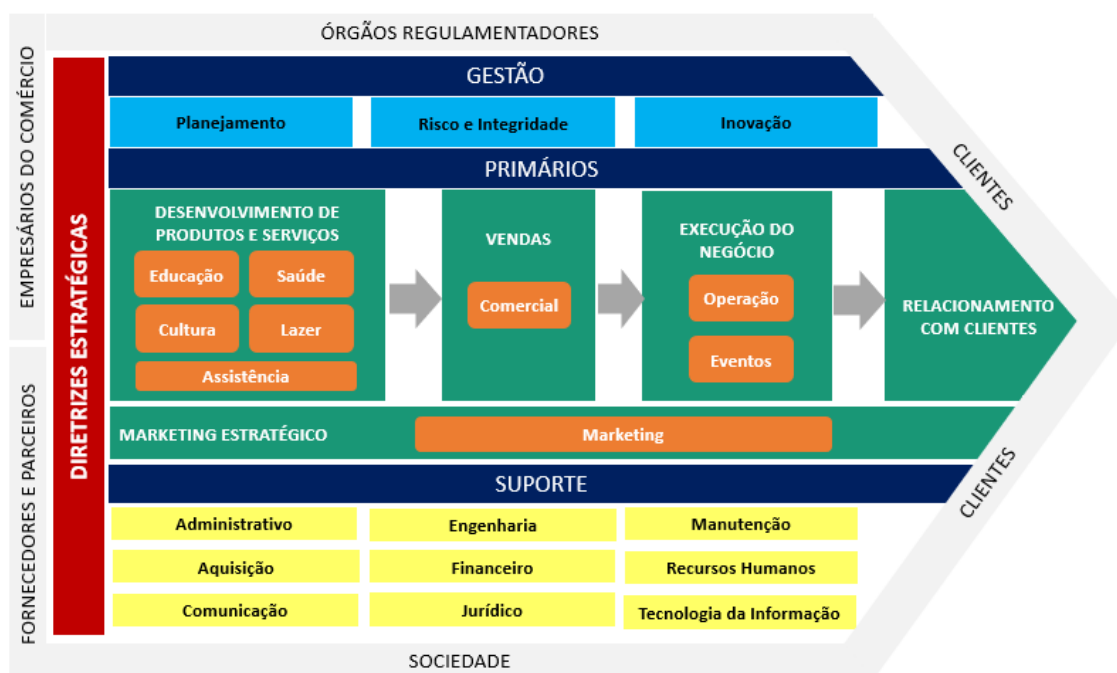 ÓRGÃOS REGULAMENTADORES
EMPRESÁRIOS DO COMÉRCIO
FORNECEDORES E PARCEIROS
DIRETRIZES ESTRATÉGICAS
GESTÃO
Planejamento
Risco e Integridade
Inovação
PRIMÁRIOS
DESENVOLVIMENTO DE
PRODUTOS E SERVIÇOS
Educação
Saúde
Cultura
Lazer
Assistência
VENDAS
Comercial
EXECUÇÃO DO
NEGÓCIO
Operação
Eventos
RELACIONAMENTO
COM CLIENTES
MARKETING ESTRATÉGICO
Marketing
SUPORTE
Administrativo
Engenharia
Manutenção
Aquisição
Financeiro
Recursos Humanos
Comunicação
Jurídico
Tecnologia da Informação
CLIENTES
CLIENTES
SOCIEDADE